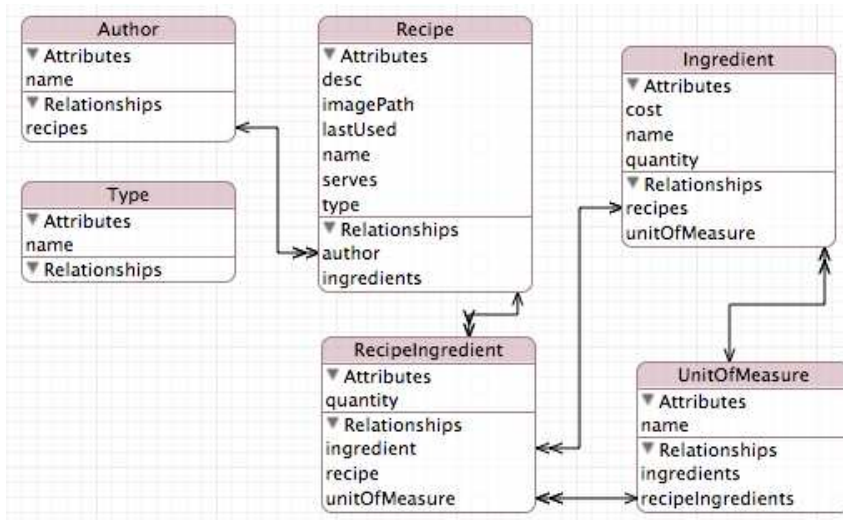 Author
Attributes
name
Relationships
recipes
Type
Attributes
name
Relationships
Recipe
Attributes
desc
imagePath
lastUsed
name
serves
type
Relationships
author
ingredients
Ingredient
Attributes
cost
name
quantity
Relationships
recipes
unitOfMeasure
RecipeIngredient
Attributes
quantity
Relationships
ingredient
recipe
unitOfMeasure
UnitOfMeasure
Attributes
name
Relationships
ingredients
recipeIngredients